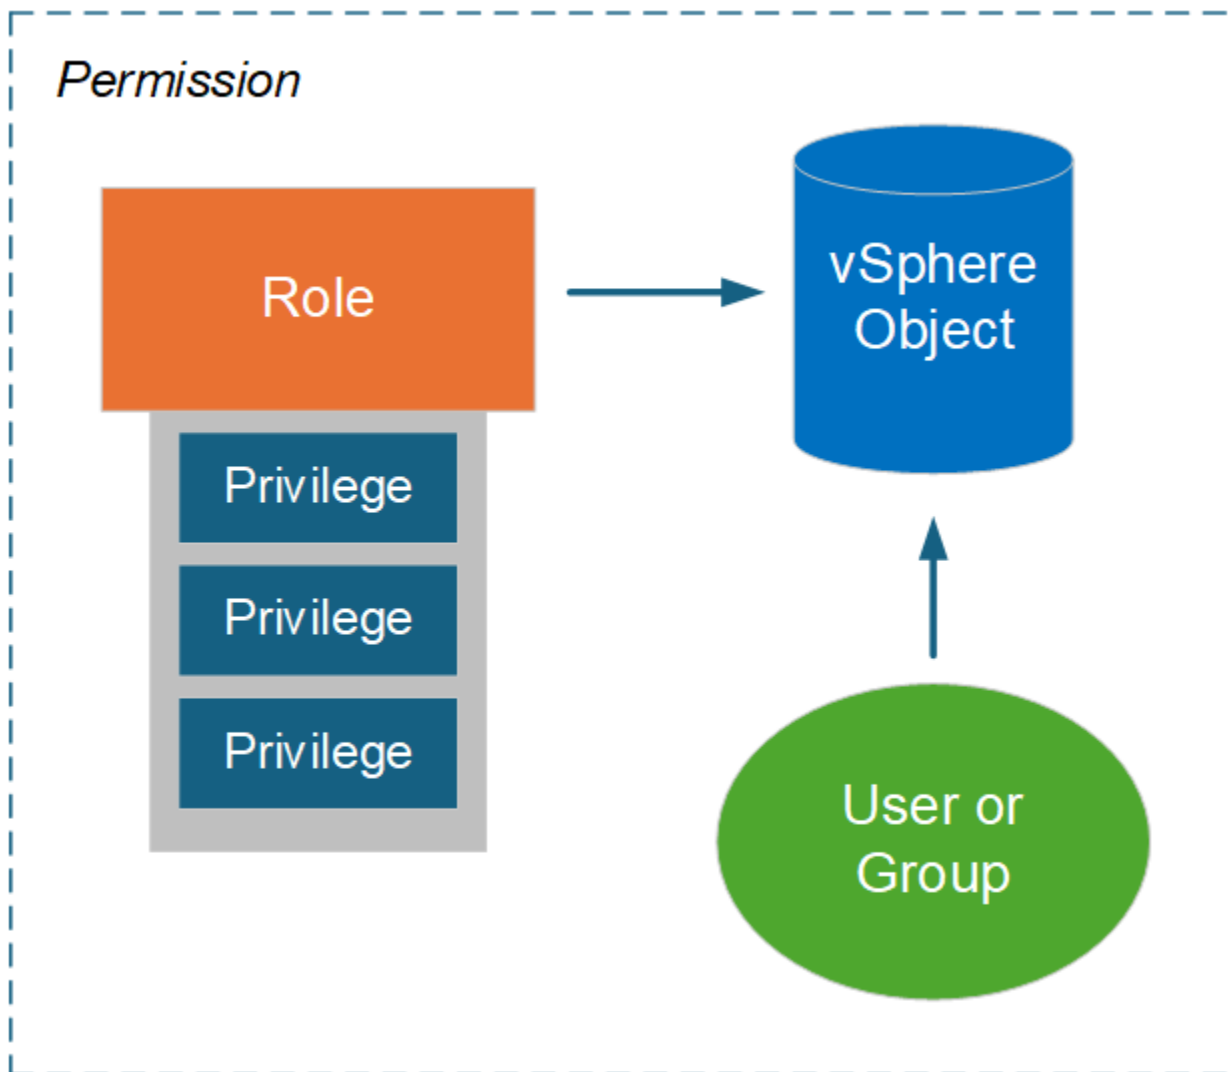 Permission
Role
vSphere
Object
Privilege
Privilege
Privilege
User or
Group